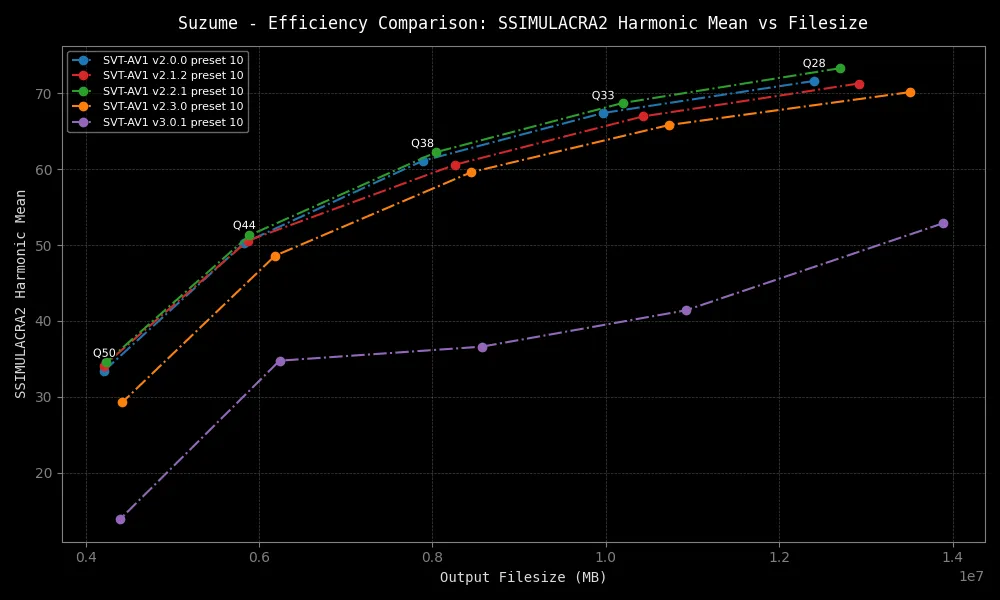 Suzume - Efficiency Comparison: SSIMULACRA2 Harmonic Mean vs Filesize
SVT-AV1 v2.0.0 preset 10
SVT-AV1 v2.1.2 preset 10
SVT-AV1 v2.2.1 preset 10
SVT-AV1 v2.3.0 preset 10
SVT-AV1 v3.0.1 preset 10
Q28
Q33
Q38
Q44
Q50
SSIMULACRA2 Harmonic Mean
70
60
50
40
30
20
0.4 0.6 0.8 1.0 1.2 1.4
1e7
Output Filesize (MB)